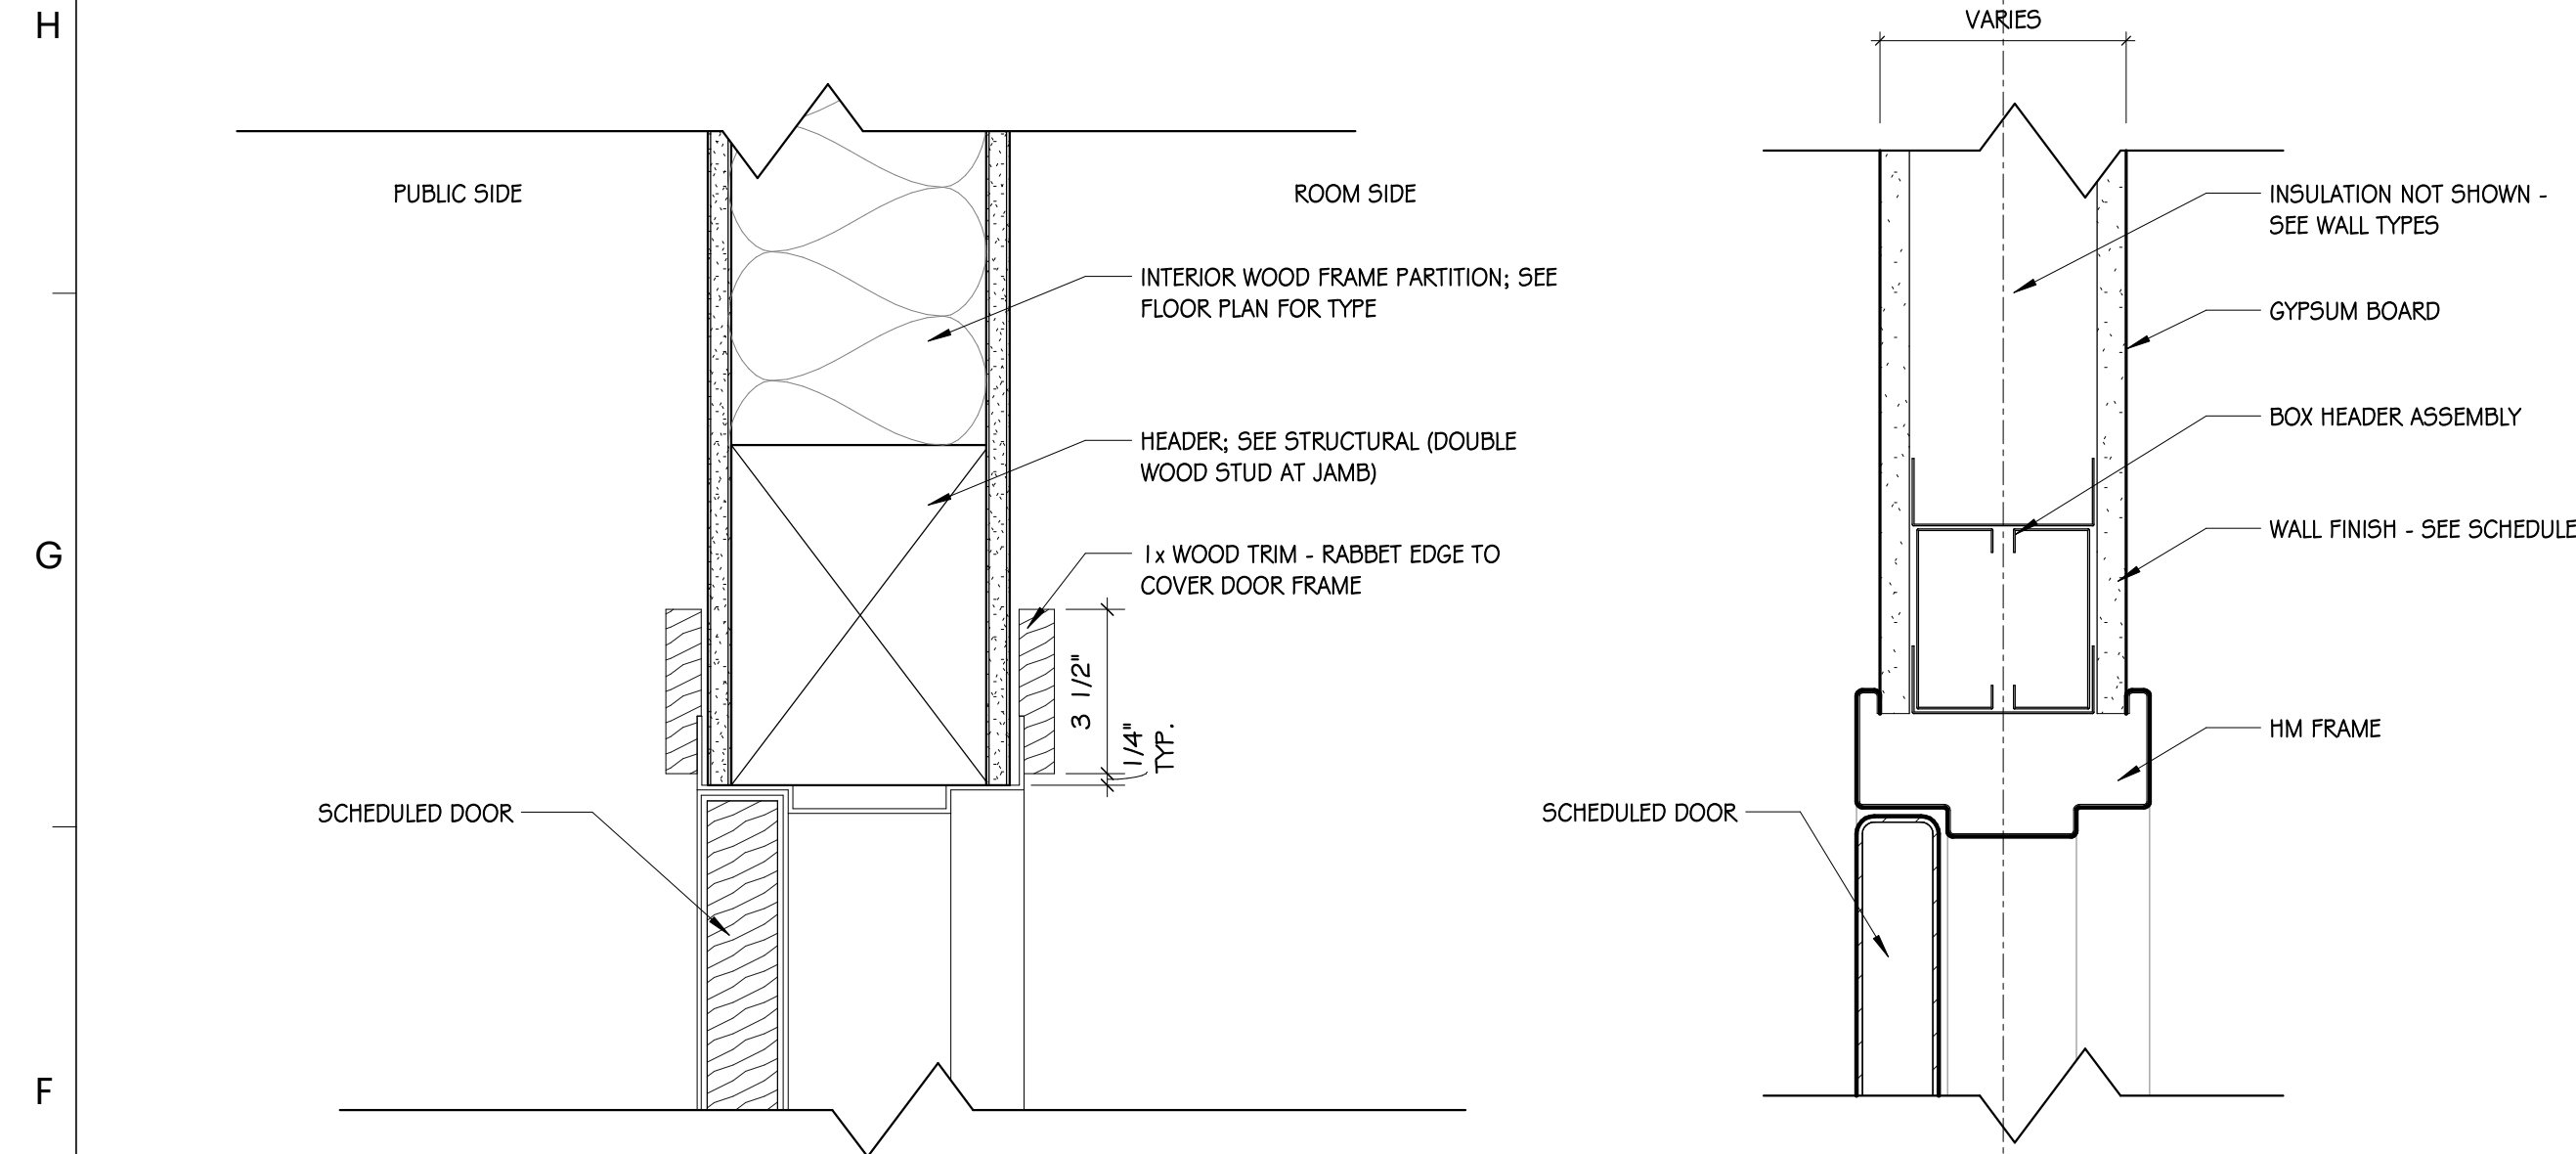 H
G
F
PUBLIC SIDE
ROOM SIDE
INTERIOR WOOD FRAME PARTITION; SEE
FLOOR PLAN FOR TYPE
HEADER; SEE STRUCTURAL (DOUBLE
WOOD STUD AT JAMB)
1x WOOD TRIM - RABBET EDGE TO
COVER DOOR FRAME
3 1/2"
1/4"
TYP.
SCHEDULED DOOR
VARIES
INSULATION NOT SHOWN -
SEE WALL TYPES
GYPSUM BOARD
BOX HEADER ASSEMBLY
WALL FINISH - SEE SCHEDULE
HM FRAME
SCHEDULED DOOR